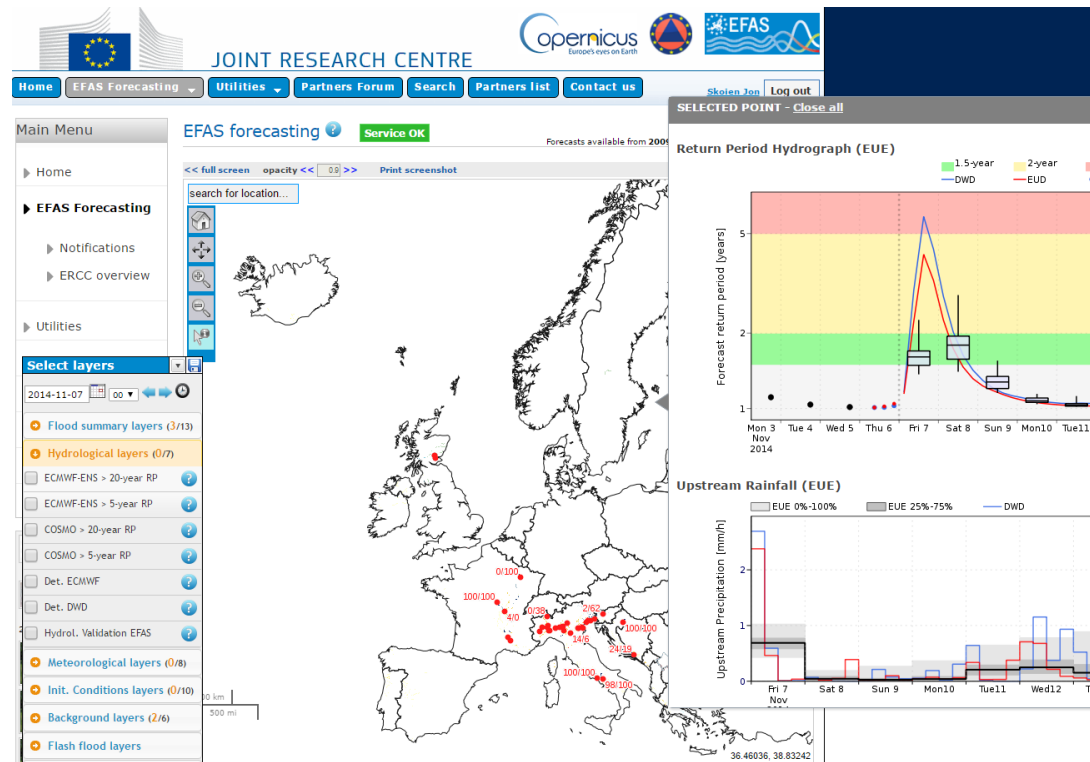 opernicus
Europe's eyes on Earth
EFAS
JOINT RESEARCH CENTRE
Home
EFAS Forecasting
Utilities
Partners Forum
Search
Partners list
Contact us
Skoien Jon
Log out
Main Menu
Home
EFAS Forecasting
Notifications
ERCC overview
Utilities
EFAS forecasting ?
Service OK
Forecasts available from 2009
<< full screen opacity << 0.8 >> Print screenshot
search for location...
Select layers
2014-11-07 00
Flood summary layers (3/13)
Hydrological layers (0/7)
ECMWF-ENS > 20-year RP ?
ECMWF-ENS > 5-year RP ?
COSMO > 20-year RP ?
COSMO > 5-year RP ?
Det. ECMWF ?
Det. DWD ?
Hydrol. Validation EFAS ?
Meteorological layers (0/8)
Init. Conditions layers (0/10)
Background layers (2/6)
Flash flood layers
0/100
100/100
4/0
0/38
2/62
14/6
100/100
24/19
100/100
98/100
0 km
500 mi
36.46036, 38.83242
SELECTED POINT - Close all
Return Period Hydrograph (EUE)
1.5-year 2-year
DWD EUD
Forecast return period [years]
5
2
1
Mon 3 Tue 4 Wed 5 Thu 6 Fri 7 Sat 8 Sun 9 Mon10 Tue11
Nov
2014
Upstream Rainfall (EUE)
EUE 0%-100% EUE 25%-75% DWD
Upstream Precipitation [mm/h]
2
1
0
Fri 7 Sat 8 Sun 9 Mon10 Tue11 Wed12 T
Nov